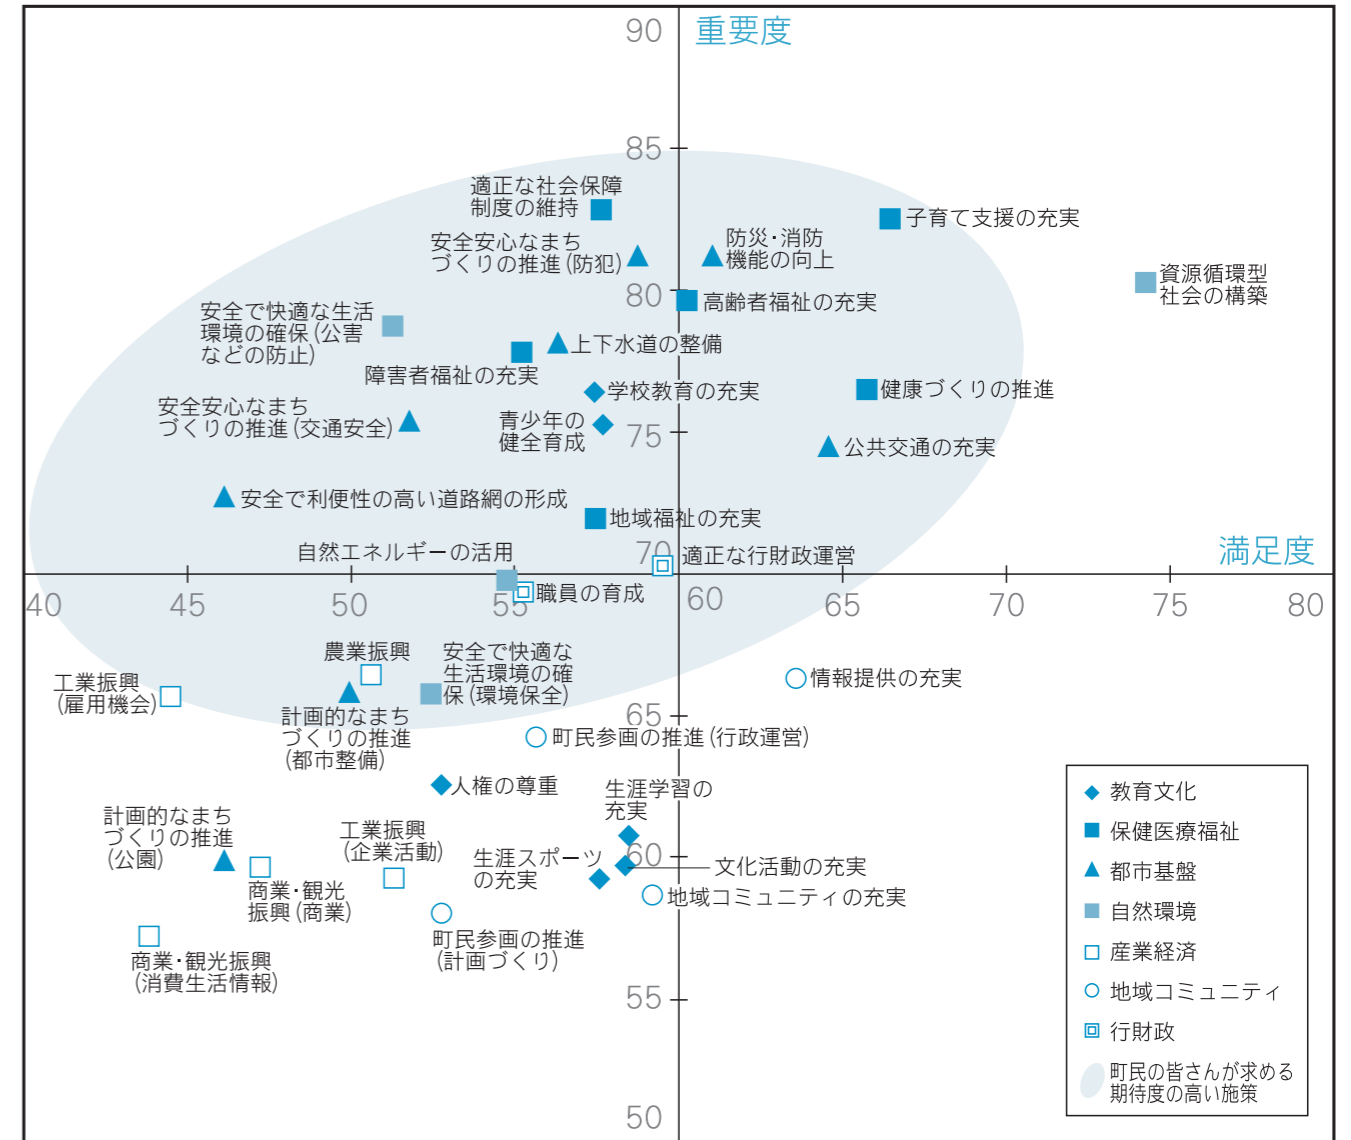 90
重要度
85
適正な社会保障
制度の維持
子育て支援の充実
安全安心なまち
づくりの推進(防犯)
防災・消防
機能の向上
資源循環型
社会の構築
80
高齢者福祉の充実
安全で快適な生活
環境の確保(公害
などの防止)
上下水道の整備
障害者福祉の充実
学校教育の充実
健康づくりの推進
安全安心なまち
づくりの推進(交通安全)
青少年の
健全育成
75
公共交通の充実
安全で利便性の高い道路網の形成
地域福祉の充実
自然エネルギーの活用
70
適正な行財政運営
満足度
職員の育成
40
45
50
55
60
65
70
75
80
農業振興
安全で快適な
生活環境の確
保(環境保全)
工業振興
(雇用機会)
情報提供の充実
計画的なまち
づくりの推進
(都市整備)
65
町民参画の推進(行政運営)
人権の尊重
生涯学習の
充実
計画的なまち
づくりの推進
(公園)
工業振興
(企業活動)
生涯スポーツ
の充実
60
文化活動の充実
商業・観光
振興(商業)
地域コミュニティの充実
町民参画の推進
(計画づくり)
商業・観光振興
(消費生活情報)
55
50
教育文化
保健医療福祉
都市基盤
自然環境
産業経済
地域コミュニティ
行財政
町民の皆さんが求める
期待度の高い施策